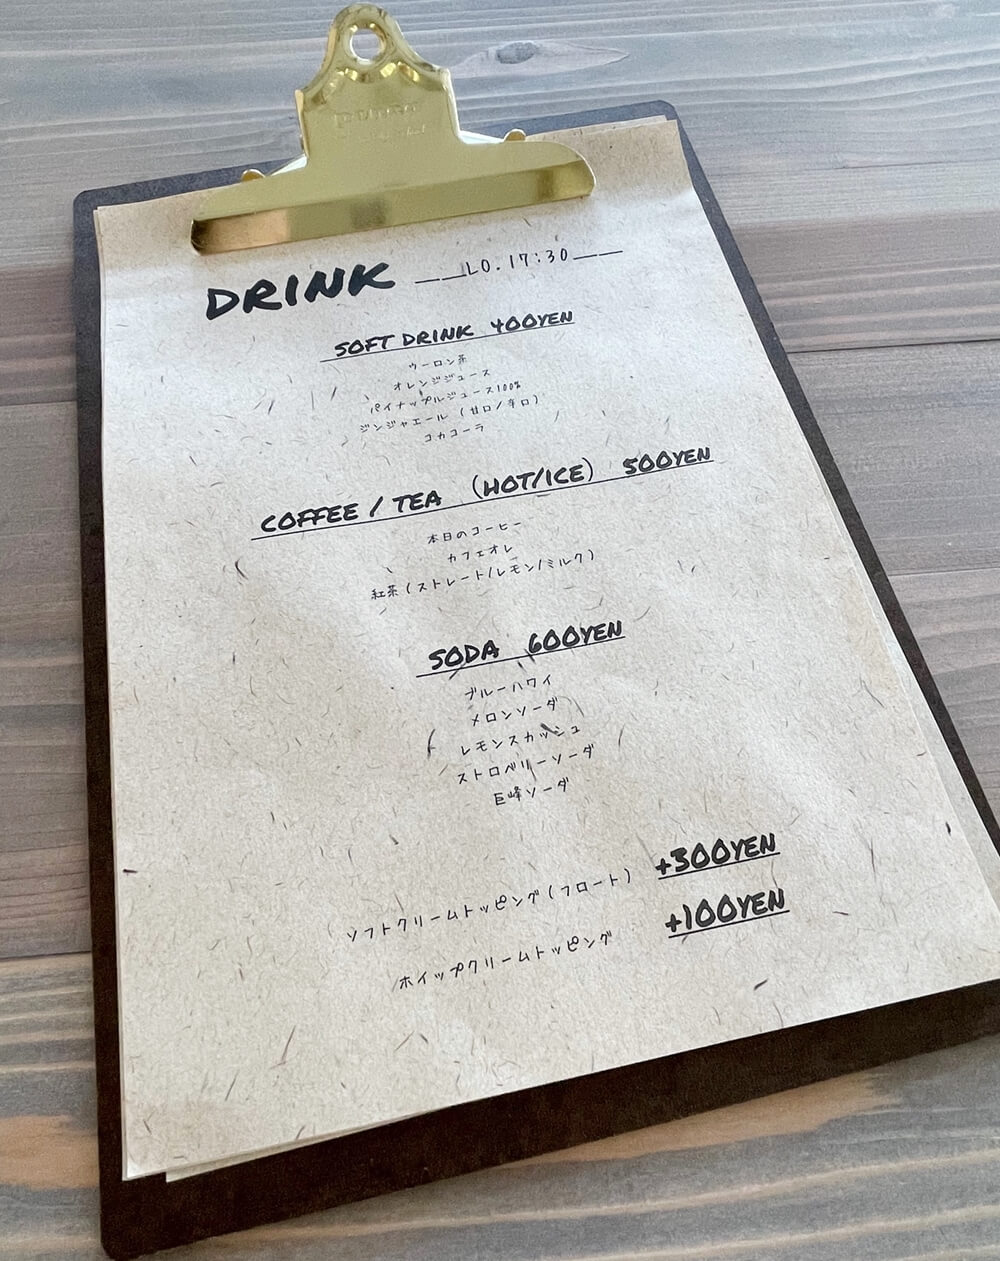 DRINK __LO.17:30__
SOFT DRINK 400YEN
ウーロン茶
オレンジジュース
パイナップルジュース100%
ジンジャエール（甘口/辛口）
コカコーラ
COFFEE / TEA （HOT/ICE） 500YEN
本日のコーヒー
カフェオレ
紅茶（ストレート/レモン/ミルク）
SODA 600YEN
ブルーハワイ
メロンソーダ
レモンスカッシュ
ストロベリーソーダ
巨峰ソーダ
ソフトクリームトッピング（フロート） +300YEN
ホイップクリームトッピング +100YEN